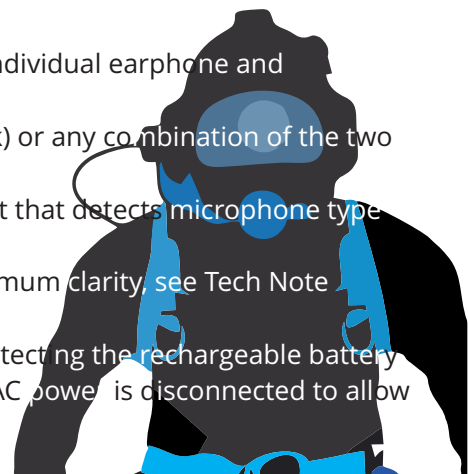 ndividual earphone and
) or any combination of the two
t that detects microphone type
mum clarity, see Tech Note
tecting the rechargeable battery
AC power is disconnected to allow